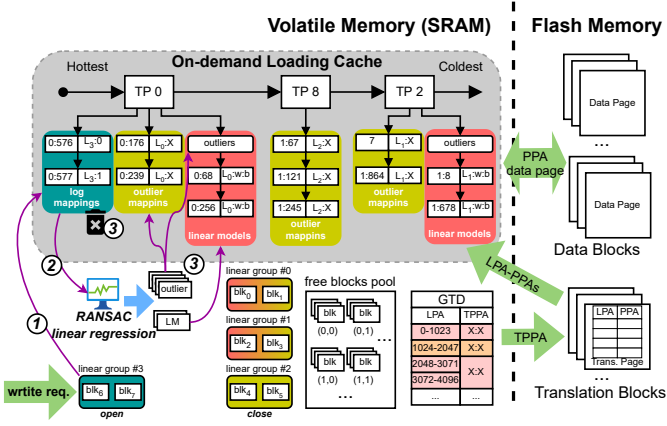 Volatile Memory (SRAM)
Flash Memory
On-demand Loading Cache
Hottest
Coldest
TP 0
TP 8
TP 2
0:576 L3:0
0:577 L3:1
log
mappings
0:176 L0:X
0:239 L0:X
outlier
mappins
outliers
0:68 L0:w:b
0:256 L0:w:b
linear models
1:67 L2:X
1:121 L2:X
1:245 L2:X
outlier
mappins
7 L1:X
1:864 L1:X
outlier
mappins
outliers
1:8 L1:w:b
1:678 L1:w:b
linear models
Data Page
...
Data Page
Data Blocks
PPA
data page
LPA-PPAs
TPPA
3
2
1
3
RANSAC
linear regression
outlier
LM
linear group #0
blk0 blk1
linear group #1
blk2 blk3
linear group #2
blk4 blk5
close
linear group #3
blk6 blk7
open
wrtite req.
free blocks pool
blk blk
(0,0) (0,1)
...
blk blk
(1,0) (1,1)
...
GTD
LPA TPPA
0-1023 X:X
1024-2047 X:X
2048-3071
X:X
3072-4096
... ...
LPA PPA
Trans. Page
...
Translation Blocks